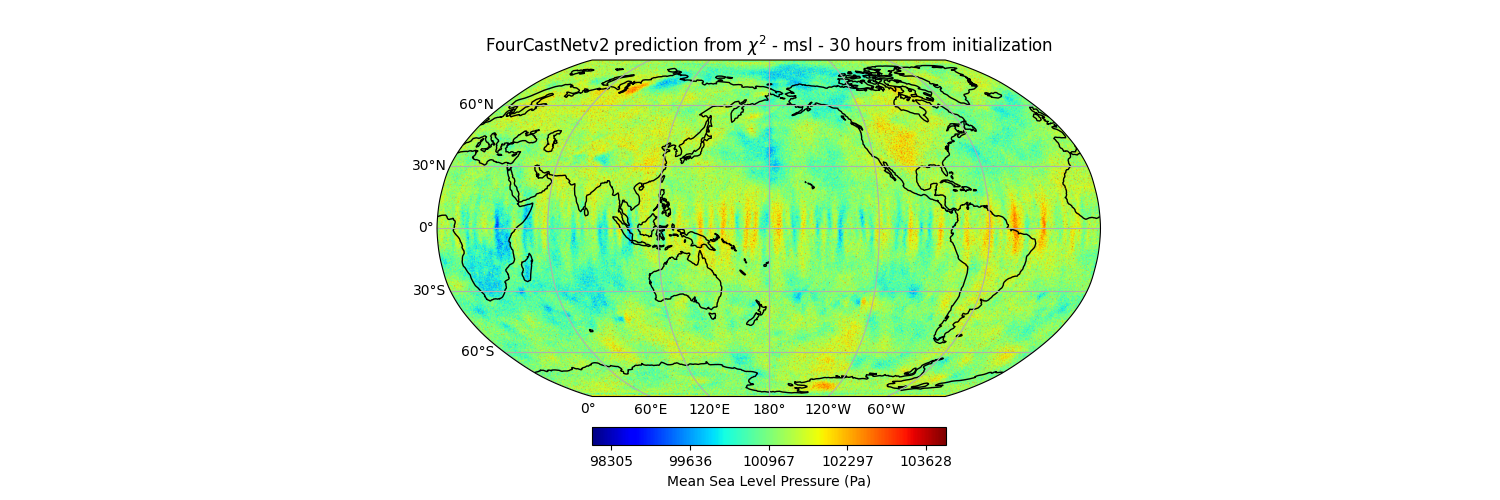 FourCastNetv2 prediction from χ² - msl - 30 hours from initialization
60°N
30°N
0°
30°S
60°S
0° 60°E 120°E 180° 120°W 60°W
98305 99636 100967 102297 103628
Mean Sea Level Pressure (Pa)